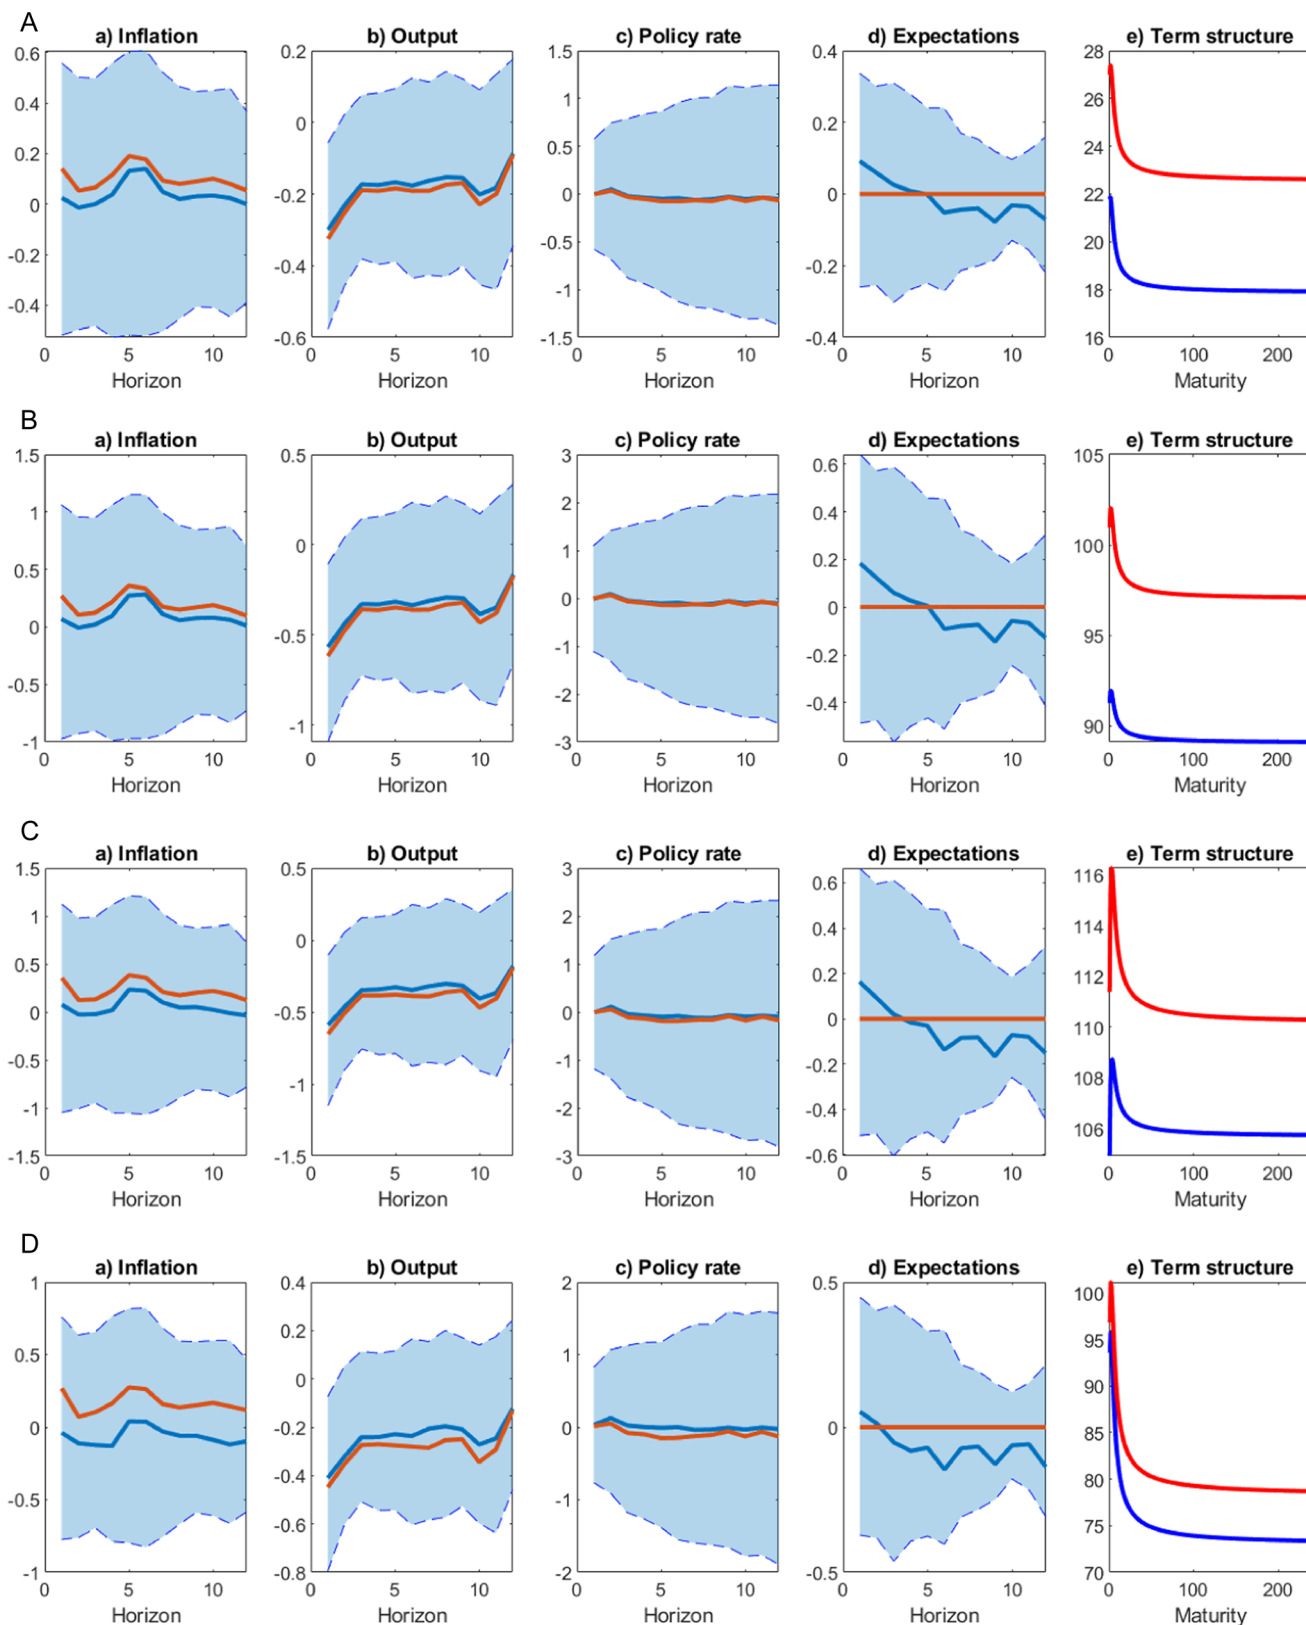 A
a) Inflation b) Output c) Policy rate d) Expectations e) Term structure
0.6 0.2 1.5 0.4 28
0.4 0 1 0.2 26
0.2 -0.2 0.5 0 24
0 -0.4 0 -0.2 22
-0.2 -0.6 -0.5 -0.4 20
-0.4 -1 18
-1.5 16
0 5 10 0 5 10 0 5 10 0 5 10 0 100 200
Horizon Horizon Horizon Horizon Maturity
B
a) Inflation b) Output c) Policy rate d) Expectations e) Term structure
1.5 0.5 3 0.6 105
1 0 2 0.4 100
0.5 -0.5 1 0.2 95
0 -1 0 0 90
-0.5 -1 -0.2
-1 -2 -0.4
-3
0 5 10 0 5 10 0 5 10 0 5 10 0 100 200
Horizon Horizon Horizon Horizon Maturity
C
a) Inflation b) Output c) Policy rate d) Expectations e) Term structure
1.5 0.5 3 0.6 116
1 0 2 0.4 114
0.5 -0.5 1 0.2 112
0 -1 0 0 110
-0.5 -1.5 -1 -0.2 108
-1 -2 -0.4 106
-1.5 -3 -0.6
0 5 10 0 5 10 0 5 10 0 5 10 0 100 200
Horizon Horizon Horizon Horizon Maturity
D
a) Inflation b) Output c) Policy rate d) Expectations e) Term structure
1 0.4 2 0.5 100
0.5 0.2 1 0 95
0 0 0 -0.5 90
-0.5 -0.2 -1 85
-1 -0.4 -2 80
-0.6 75
-0.8 70
0 5 10 0 5 10 0 5 10 0 5 10 0 100 200
Horizon Horizon Horizon Horizon Maturity